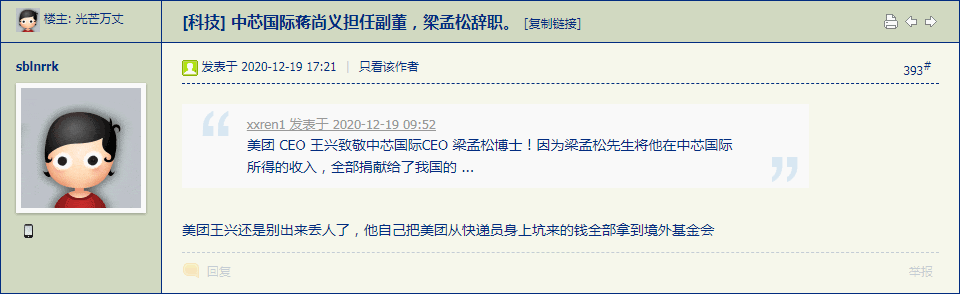 楼主: 光芒万丈
[科技] 中芯国际蒋尚义担任副董，梁孟松辞职。 [复制链接]
sblnrrk
发表于 2020-12-19 17:21 | 只看该作者
393#
xxren1 发表于 2020-12-19 09:52
美团 CEO 王兴致敬中芯国际CEO 梁孟松博士！因为梁孟松先生将他在中芯国际
所得的收入，全部捐献给了我国的 ...
美团王兴还是别出来丢人了，他自己把美团从快递员身上坑来的钱全部拿到境外基金会
回复
举报